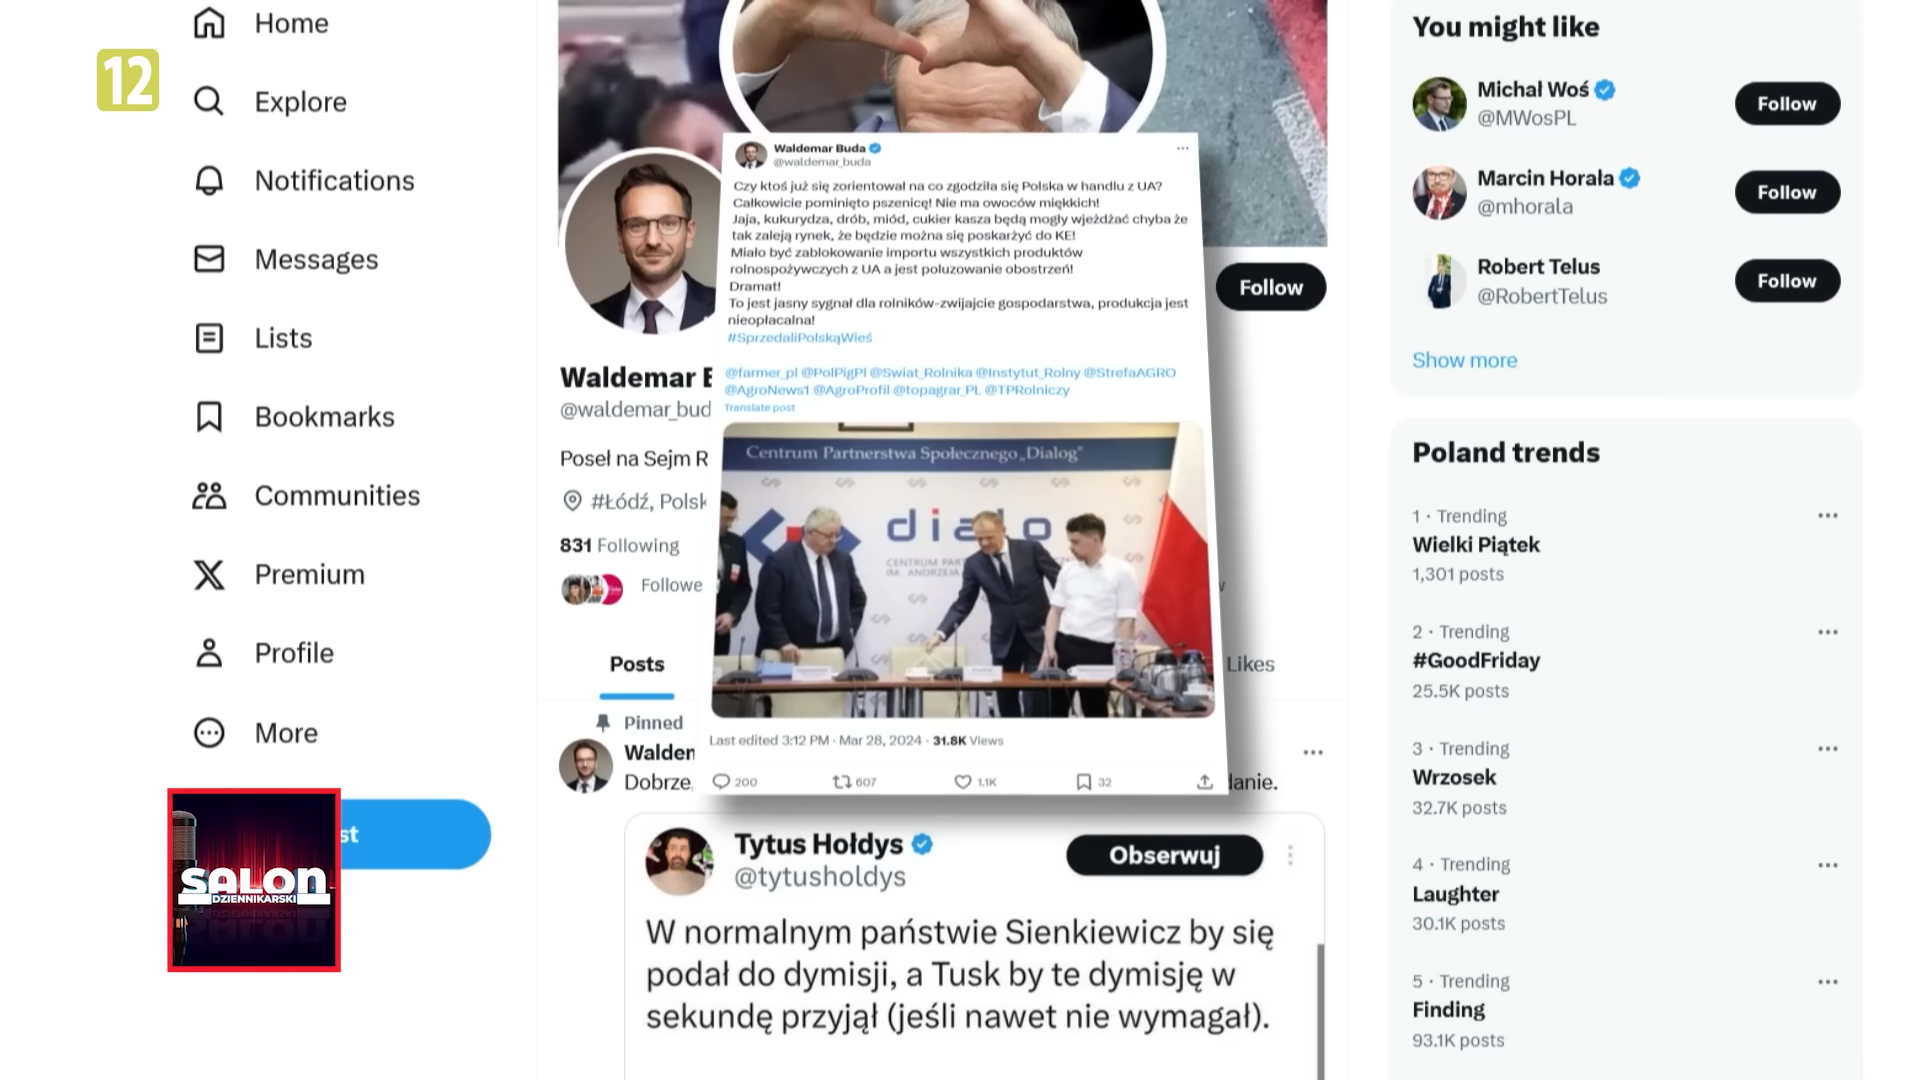 12
Home
Explore
Notifications
Messages
Lists
Bookmarks
Communities
Premium
Profile
More
st
SALON
DZIENNIKARSKI
Waldemar B
@waldemar_bud
Poseł na Sejm R
#Łódź, Polsk
831 Following
Followe
Posts
Likes
Follow
Pinned
Walden
Dobrze,
danie.
Waldemar Buda
@waldemar_buda
Czy ktoś już się zorientował na co zgodziła się Polska w handlu z UA?
Całkowicie pominięto pszenicę! Nie ma owoców miękkich!
Jaja, kukurydza, drób, miód, cukier kasza będą mogły wjeżdżać chyba że
tak zaleją rynek, że będzie można się poskarżyć do KE!
Miało być zablokowanie importu wszystkich produktów
rolnospożywczych z UA a jest poluzowanie obostrzeń!
Dramat!
To jest jasny sygnał dla rolników-zwijajcie gospodarstwa, produkcja jest
nieopłacalna!
#SprzedaliPolskąWieś
@farmer_pl @PolPigPl @Swiat_Rolnika @Instytut_Rolny @StrefaAGRO
@AgroNews1 @AgroProfil @topagrar_PL @TPRolniczy
Translate post
Centrum Partnerstwa Społecznego „Dialog"
dialo
CENTRUM PAR
IM. ANDRZEJA
Last edited 3:12 PM · Mar 28, 2024 · 31.8K Views
200 607 1.1K 32
Tytus Hołdys
@tytusholdys
Obserwuj
W normalnym państwie Sienkiewicz by się
podał do dymisji, a Tusk by te dymisję w
sekundę przyjął (jeśli nawet nie wymagał).
You might like
Michał Woś
@MWosPL
Follow
Marcin Horała
@mhorala
Follow
Robert Telus
@RobertTelus
Follow
Show more
Poland trends
1 · Trending
Wielki Piątek
1,301 posts
2 · Trending
#GoodFriday
25.5K posts
3 · Trending
Wrzosek
32.7K posts
4 · Trending
Laughter
30.1K posts
5 · Trending
Finding
93.1K posts